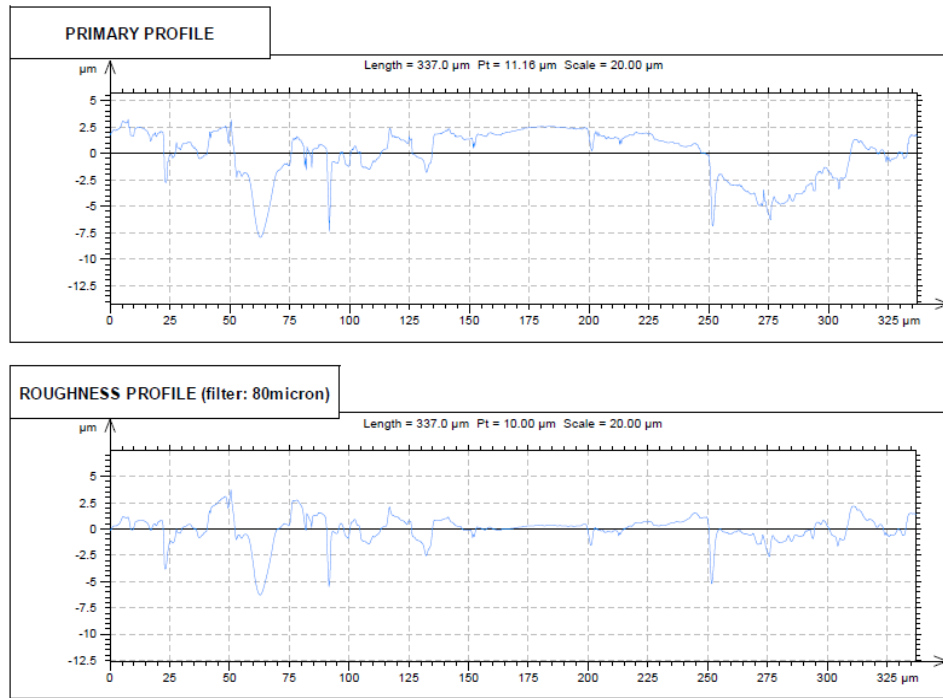 PRIMARY PROFILE
Length = 337.0 µm Pt = 11.16 µm Scale = 20.00 µm
µm
5
2.5
0
-2.5
-5
-7.5
-10
-12.5
0 25 50 75 100 125 150 175 200 225 250 275 300 325 µm
ROUGHNESS PROFILE (filter: 80micron)
Length = 337.0 µm Pt = 10.00 µm Scale = 20.00 µm
µm
5
2.5
0
-2.5
-5
-7.5
-10
-12.5
0 25 50 75 100 125 150 175 200 225 250 275 300 325 µm